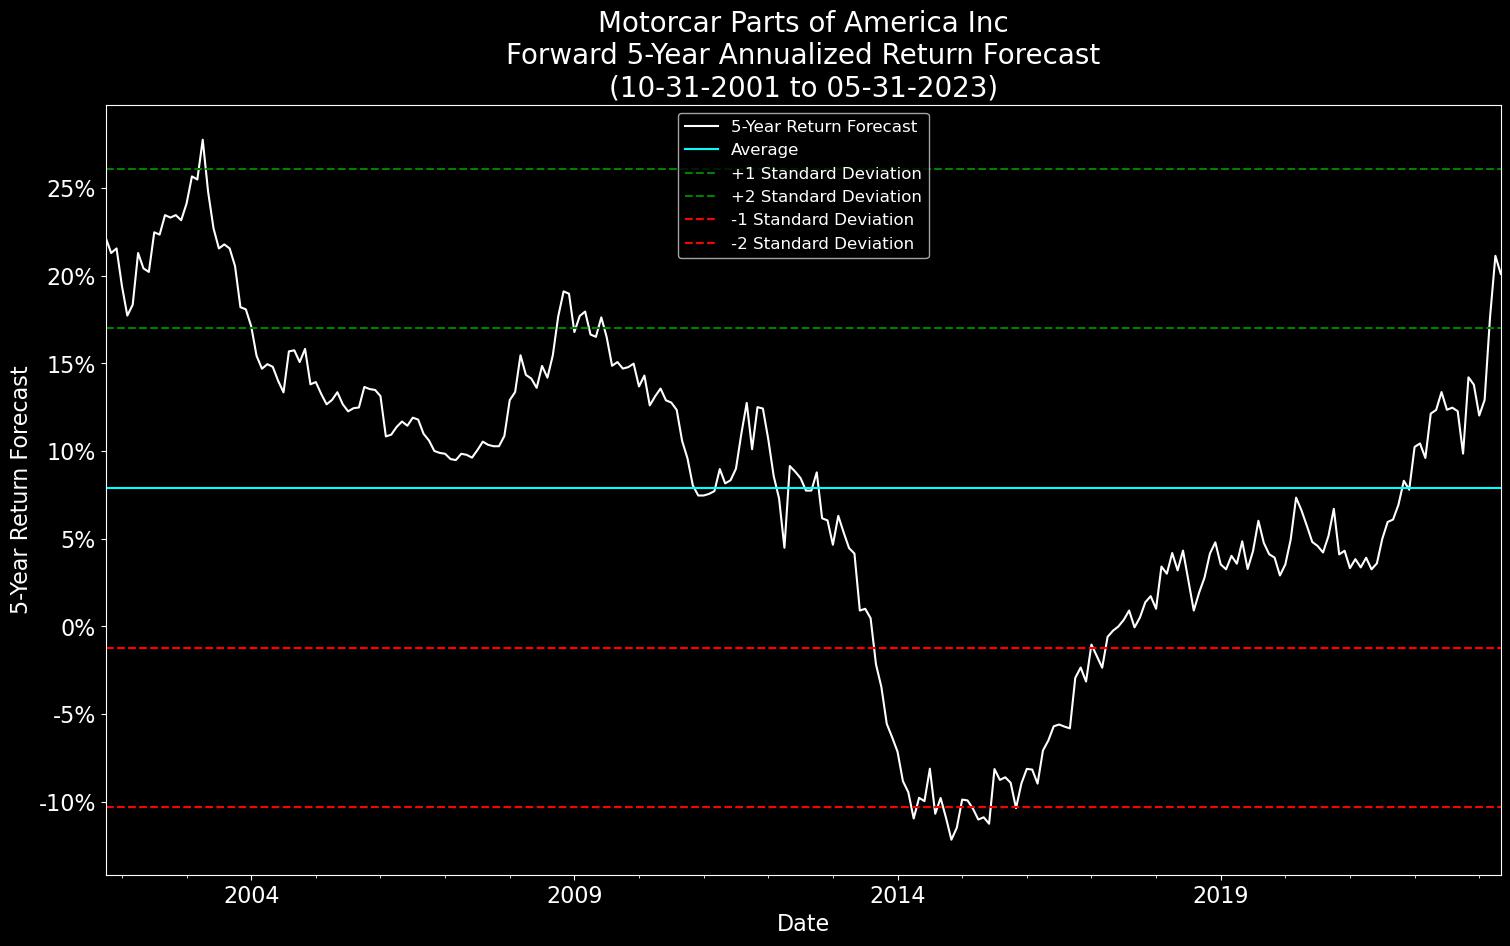 Motorcar Parts of America Inc
Forward 5-Year Annualized Return Forecast
(10-31-2001 to 05-31-2023)
5-Year Return Forecast
Average
+1 Standard Deviation
+2 Standard Deviation
-1 Standard Deviation
-2 Standard Deviation
25%
20%
15%
10%
5%
0%
-5%
-10%
5-Year Return Forecast
2004
2009
2014
2019
Date